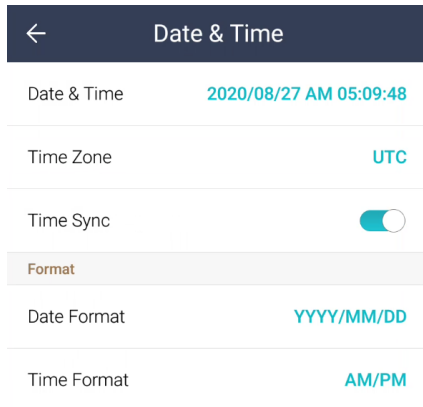 Date & Time
Date & Time 2020/08/27 AM 05:09:48
Time Zone UTC
Time Sync
Format
Date Format YYYY/MM/DD
Time Format AM/PM